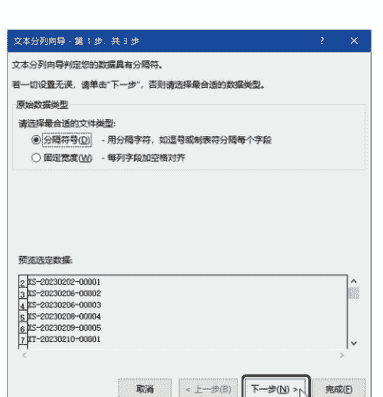 文本分列向导 - 第 1 步，共 3 步 ? ×
文本分列向导判定您的数据具有分隔符。
若一切设置无误，请单击"下一步"，否则请选择最合适的数据类型。
原始数据类型
请选择最合适的文件类型:
分隔符号(D) - 用分隔字符，如逗号或制表符分隔每个字段
固定宽度(W) - 每列字段加空格对齐
预览选定数据:
2 XS-20230202-00001
3 XS-20230206-00002
4 XS-20230206-00003
5 XS-20230208-00004
6 XS-20230209-00005
7 XT-20230210-00001
取消 < 上一步(B) 下一步(N) > 完成(F)